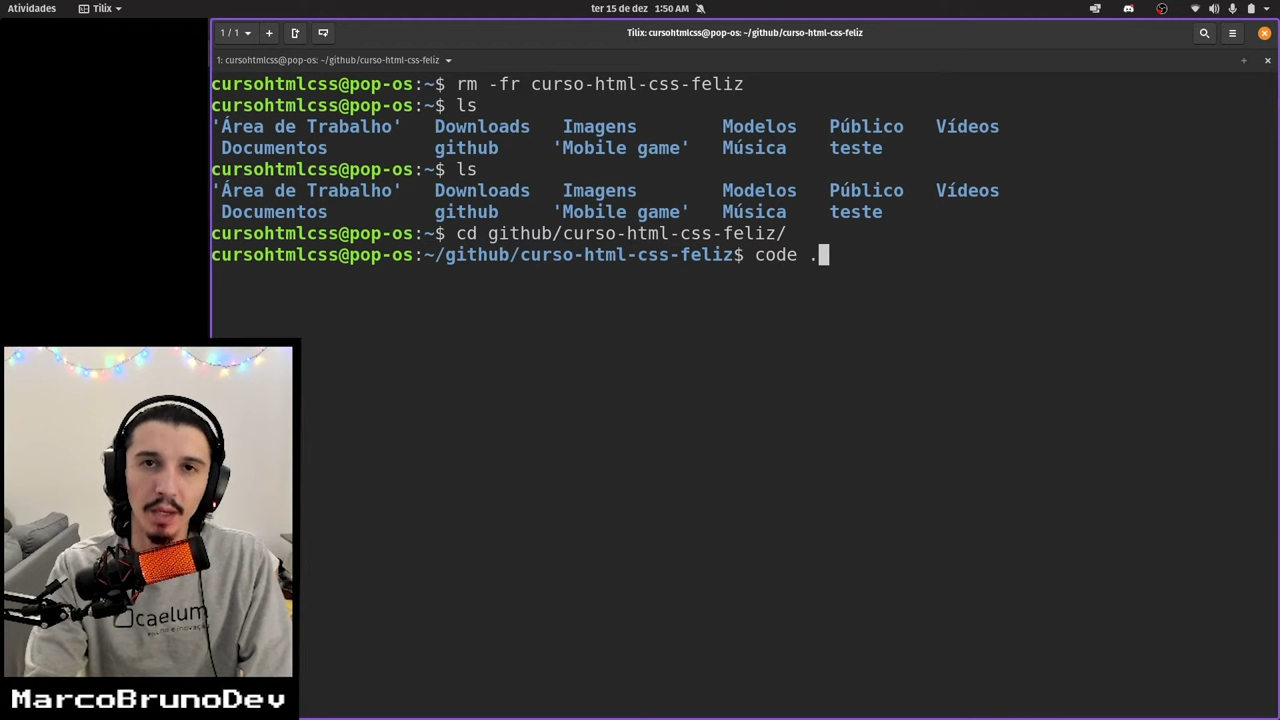 Atividades
Tilix
ter 15 de dez 1:50 AM
1 / 1
Tilix: cursohtmlcss@pop-os: ~/github/curso-html-css-feliz
1: cursohtmlcss@pop-os: ~/github/curso-html-css-feliz
cursohtmlcss@pop-os:~$ rm -fr curso-html-css-feliz
cursohtmlcss@pop-os:~$ ls
'Área de Trabalho' Downloads Imagens Modelos Público Vídeos
Documentos github 'Mobile game' Música teste
cursohtmlcss@pop-os:~$ ls
'Área de Trabalho' Downloads Imagens Modelos Público Vídeos
Documentos github 'Mobile game' Música teste
cursohtmlcss@pop-os:~$ cd github/curso-html-css-feliz/
cursohtmlcss@pop-os:~/github/curso-html-css-feliz$ code .
caelum
MarcoBrunoDev